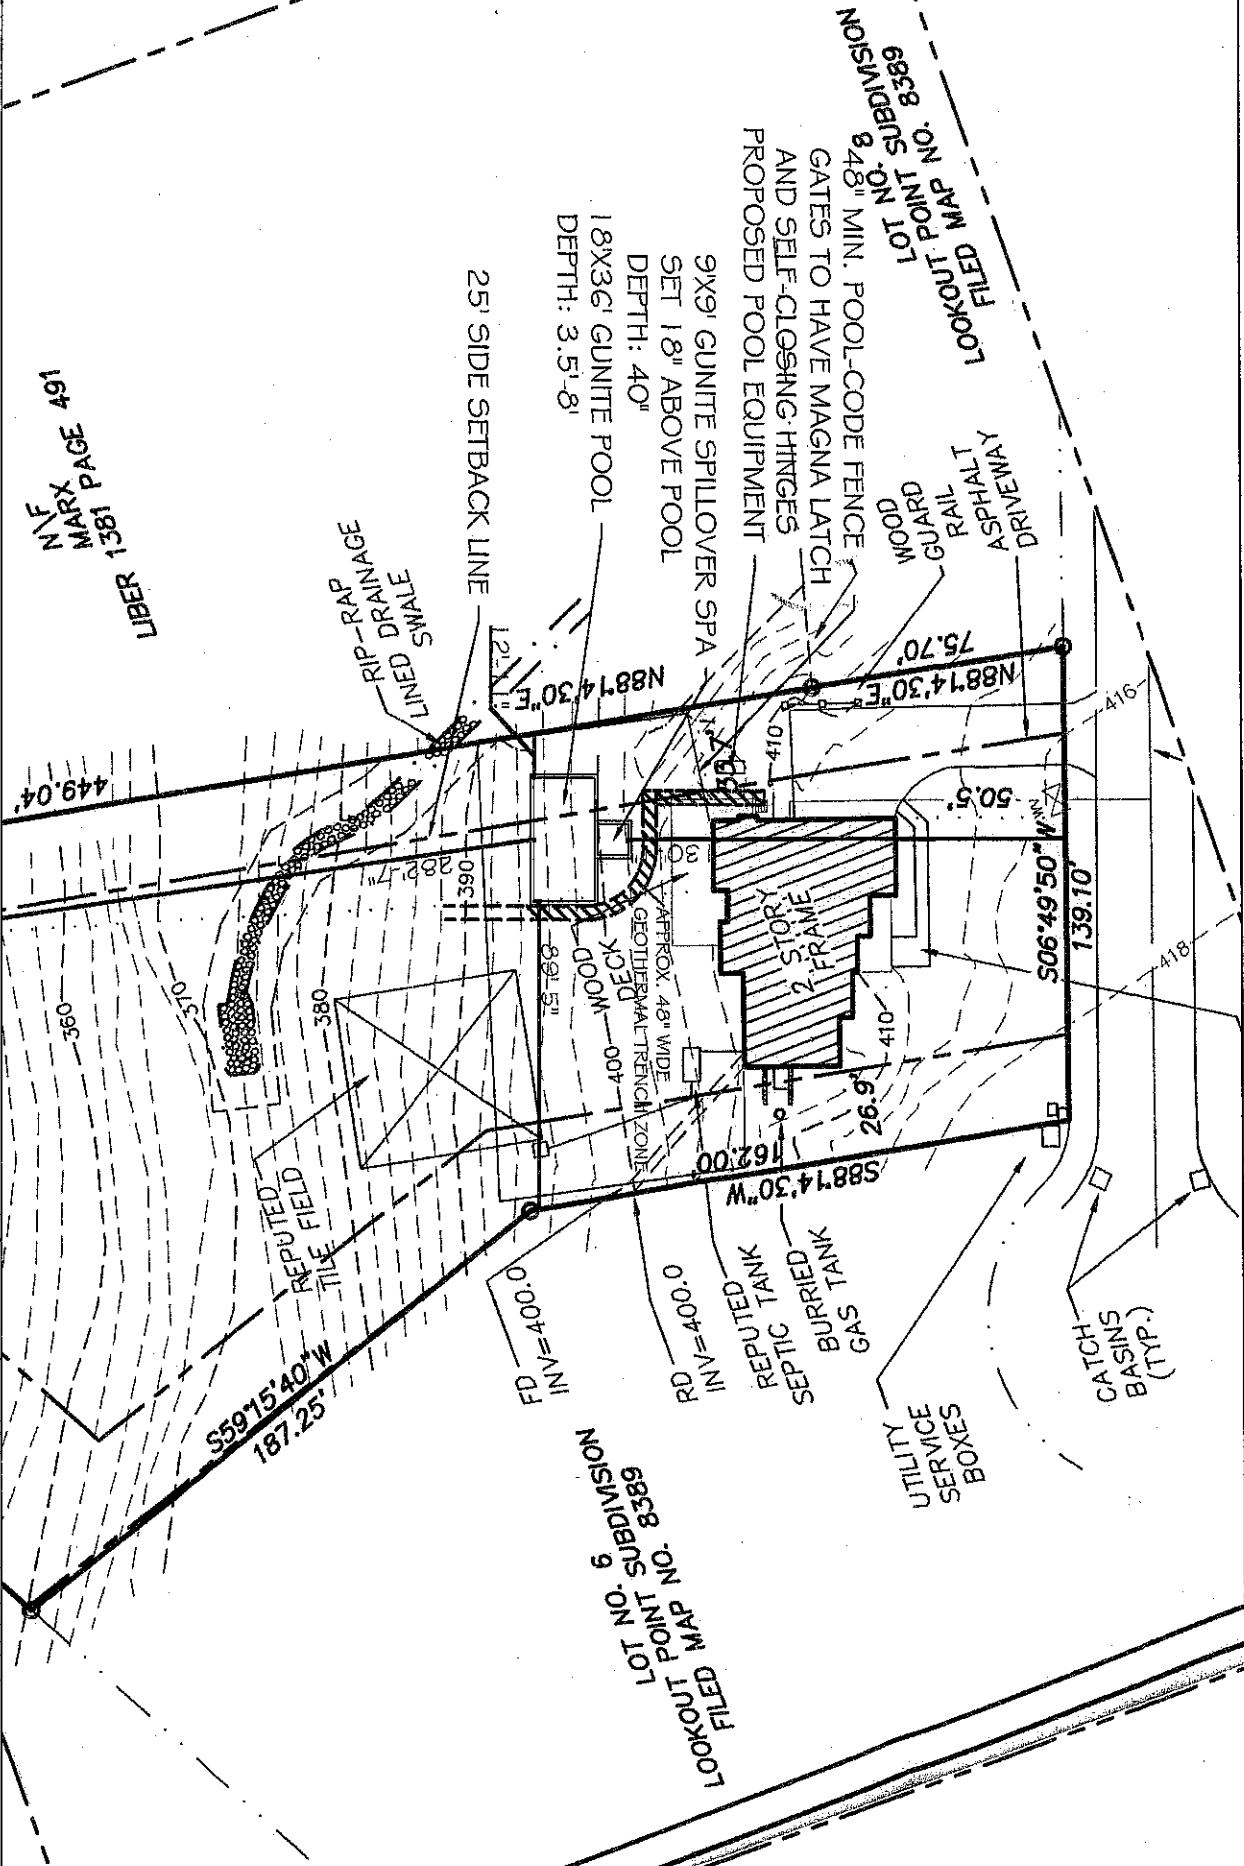 N\F
MARX
LIBER 1381 PAGE 491
RIP-RAP
LINED DRAINAGE
SWALE
25' SIDE SETBACK LINE
18'X36' GUNITE POOL
DEPTH: 3.5'-8'
9'X9' GUNITE SPILLOVER SPA
SET 18" ABOVE POOL
DEPTH: 40"
PROPOSED POOL EQUIPMENT
48" MIN. POOL-CODE FENCE
GATES TO HAVE MAGNA LATCH
AND SELF-CLOSING HINGES
LOT NO. 8
LOOKOUT POINT SUBDIVISION
FILED MAP NO. 8389
WOOD
GUARD
RAIL
ASPHALT
DRIVEWAY
449.04'
N88°14'30"E
N88°14'30"E
75.70'
282'-7"
360
370
380
390
400
410
410
416
418
89'-5"
30'
50.5'
26.9'
WOOD
DECK
APPROX. 48" WIDE
GEOTHERMAL TRENCH ZONE
2 STORY
FRAME
S06°49'50"W
139.10'
162.00
S88°14'30"W
S59°15'40"W
187.25'
REPUTED
TILE FIELD
FD
INV=400.0
RD
INV=400.0
REPUTED
SEPTIC TANK
BURRIED
GAS TANK
UTILITY
SERVICE
BOXES
CATCH
BASINS
(TYP.)
LOT NO. 6
LOOKOUT POINT SUBDIVISION
FILED MAP NO. 8389